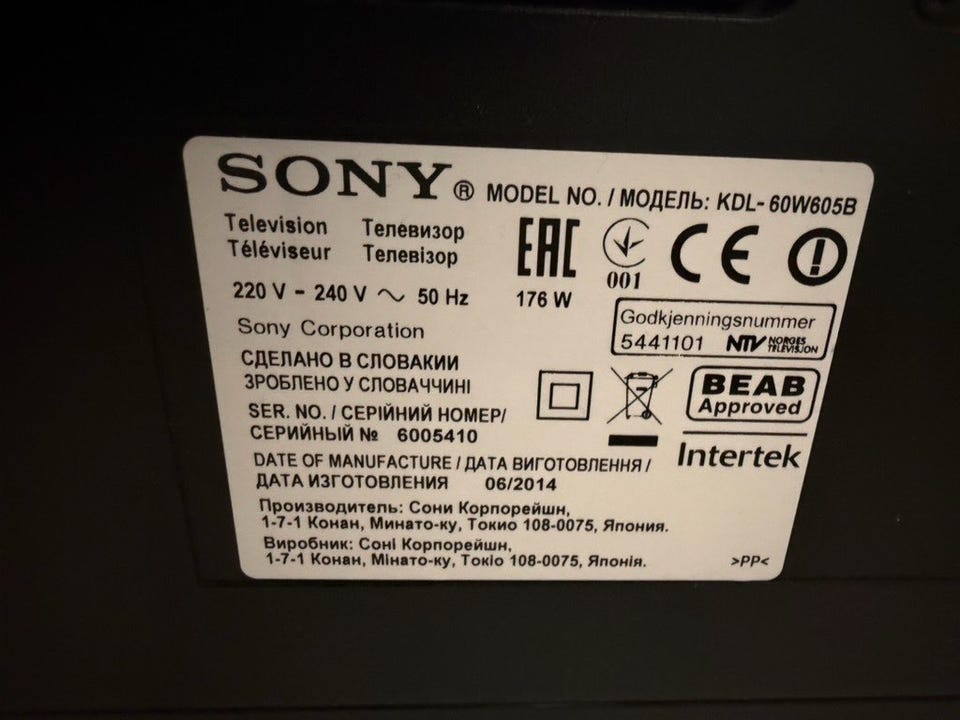 SONY® MODEL NO. / МОДЕЛЬ: KDL- 60W605B
Television Телевизор
Téléviseur Телевізор
EAC
001
CE
220 V - 240 V ~ 50 Hz 176 W
Godkjenningsnummer
5441101 NTV NORGES TELEVISJON
Sony Corporation
СДЕЛАНО В СЛОВАКИИ
ЗРОБЛЕНО У СЛОВАЧЧИНІ
BEAB
Approved
Intertek
SER. NO. / СЕРІЙНИЙ НОМЕР/
СЕРИЙНЫЙ № 6005410
DATE OF MANUFACTURE / ДАТА ВИГОТОВЛЕННЯ /
ДАТА ИЗГОТОВЛЕНИЯ 06/2014
Производитель: Сони Корпорейшн,
1-7-1 Конан, Минато-ку, Токио 108-0075, Япония.
Виробник: Соні Корпорейшн,
1-7-1 Конан, Мінато-ку, Токіо 108-0075, Японія.
>PP<